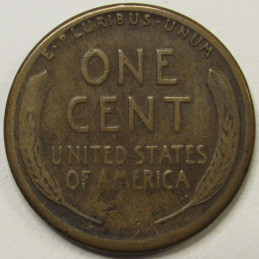 E · PLURIBUS · UNUM
ONE
CENT
UNITED STATES
OF AMERICA